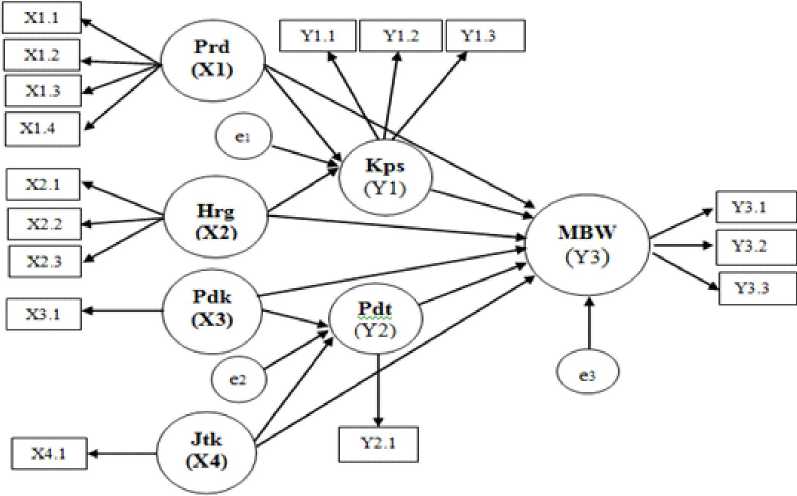 X1.1
X1.2
X1.3
X1.4
Prd
(X1)
Y1.1
Y1.2
Y1.3
e1
Kps
(Y1)
X2.1
X2.2
X2.3
Hrg
(X2)
MBW
(Y3)
Y3.1
Y3.2
Y3.3
X3.1
Pdk
(X3)
Pdt
(Y2)
e2
e3
X4.1
Jtk
(X4)
Y2.1